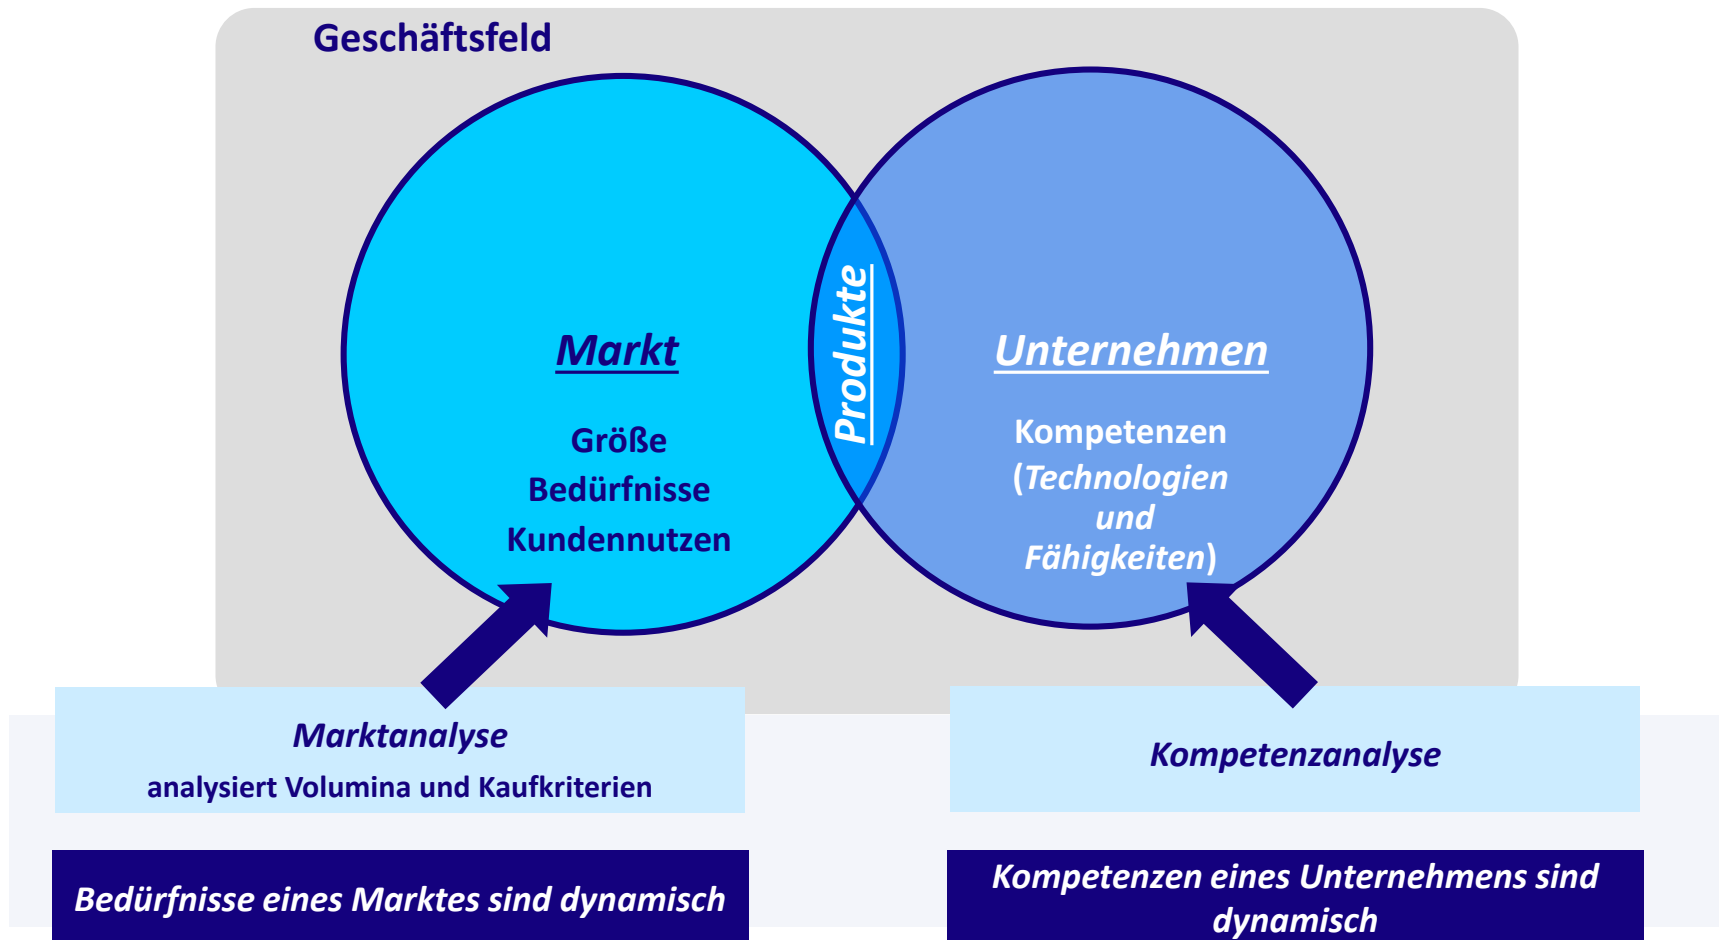 Geschäftsfeld
Markt
Größe
Bedürfnisse
Kundennutzen
Produkte
Unternehmen
Kompetenzen
(Technologien
und
Fähigkeiten)
Marktanalyse
analysiert Volumina und Kaufkriterien
Kompetenzanalyse
Bedürfnisse eines Marktes sind dynamisch
Kompetenzen eines Unternehmens sind
dynamisch